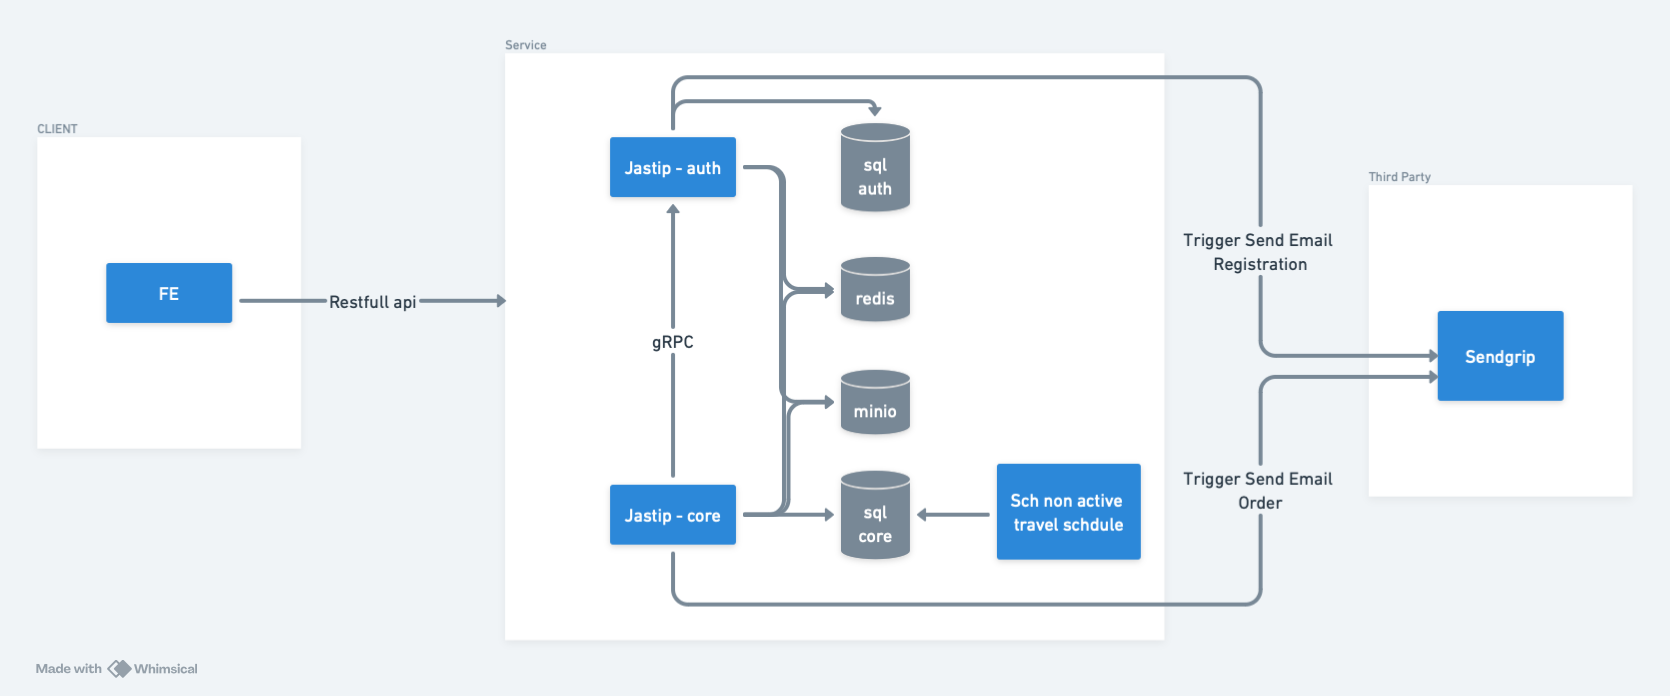 Service
CLIENT
FE
Restfull api
Jastip - auth
sql
auth
redis
gRPC
minio
Jastip - core
sql
core
Sch non active
travel schdule
Trigger Send Email
Registration
Trigger Send Email
Order
Third Party
Sendgrip
Made with Whimsical